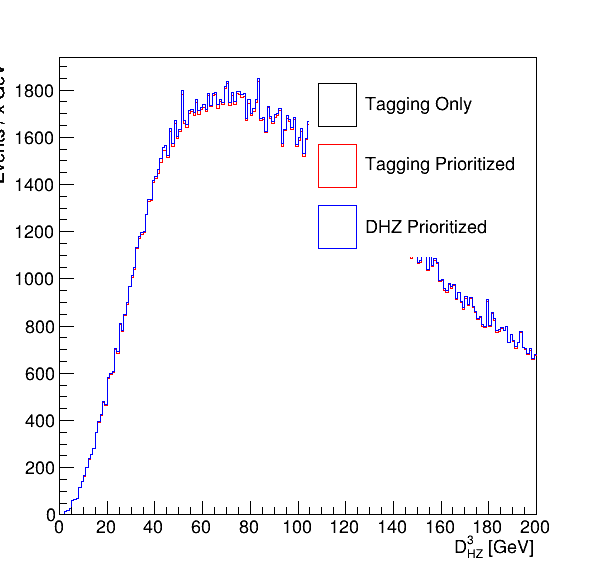 Events / x GeV
1800
1600
1400
1200
1000
800
600
400
200
0
Tagging Only
Tagging Prioritized
DHZ Prioritized
0 20 40 60 80 100 120 140 160 180 200
D³HZ [GeV]